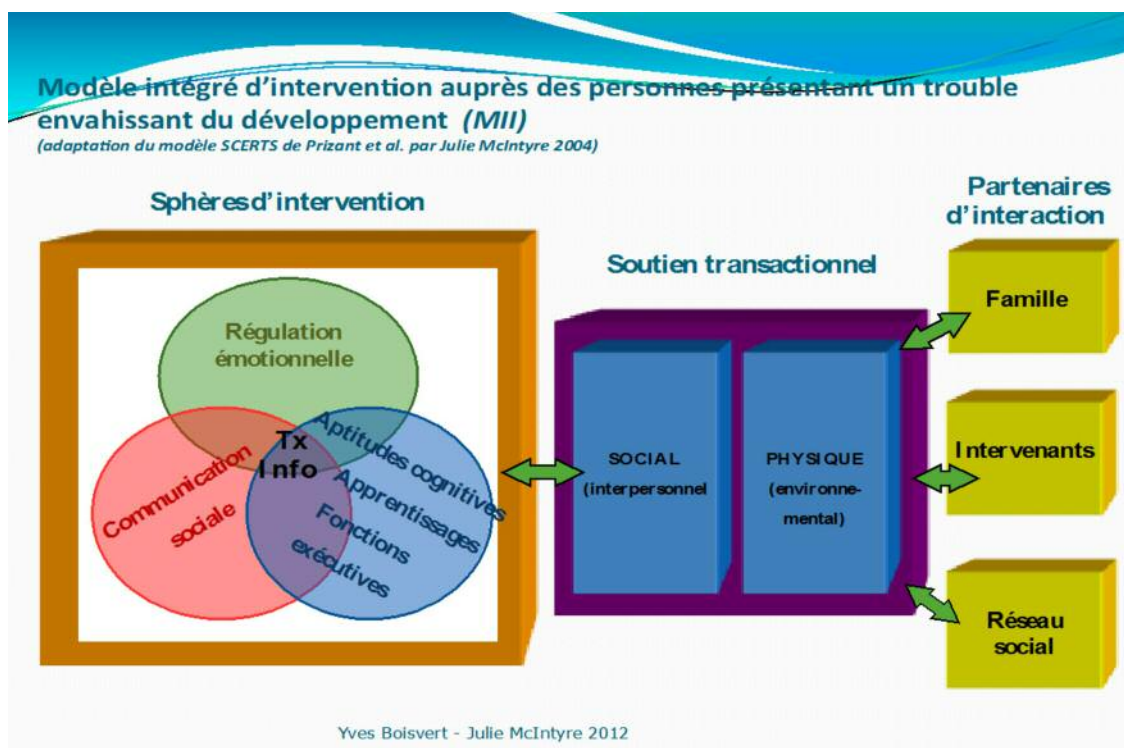 Modèle intégré d'intervention auprès des personnes présentant un trouble
envahissant du développement (MII)
(adaptation du modèle SCERTS de Prizant et al. par Julie McIntyre 2004)
Sphères d'intervention
Régulation
émotionnelle
Communication
sociale
Tx
Info
Aptitudes cognitives
Apprentissages
Fonctions
exécutives
Soutien transactionnel
SOCIAL
(interpersonnel
PHYSIQUE
(environne-
mental)
Partenaires
d'interaction
Famille
Intervenants
Réseau
social
Yves Boisvert - Julie McIntyre 2012